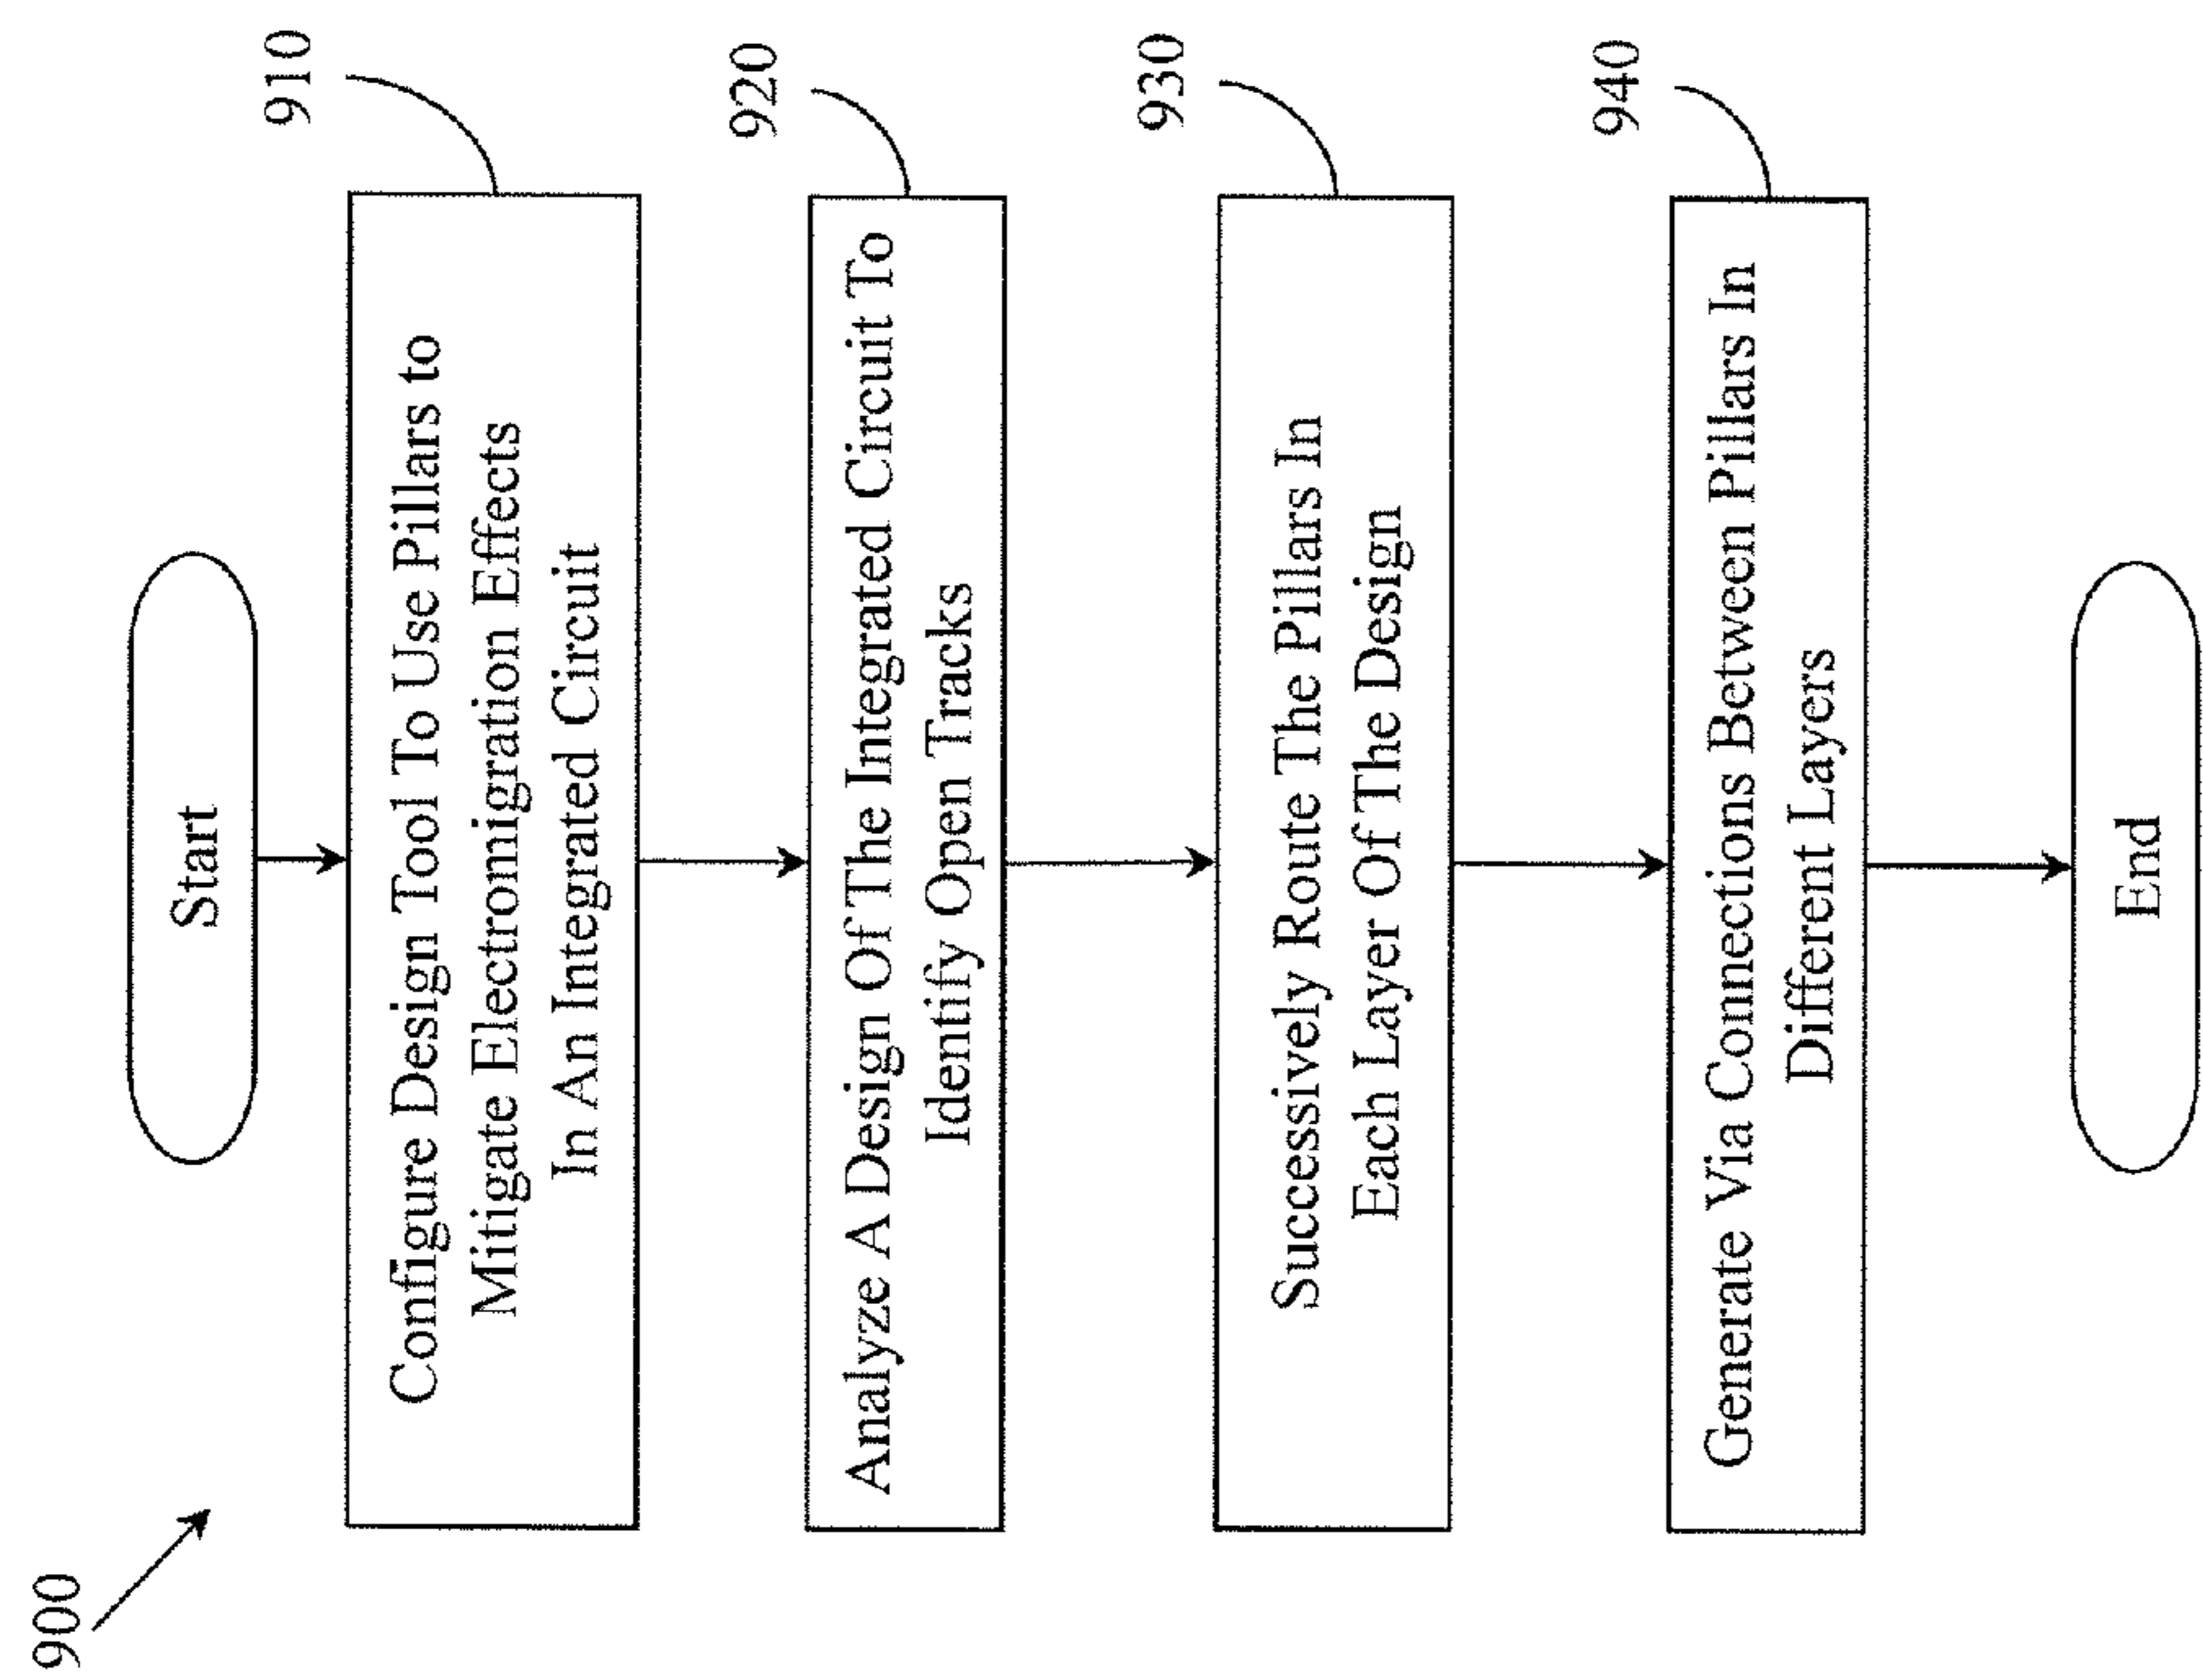 900
Start
910
Configure Design Tool To Use Pillars to
Mitigate Electromigration Effects
In An Integrated Circuit
920
Analyze A Design Of The Integrated Circuit To
Identify Open Tracks
930
Successively Route The Pillars In
Each Layer Of The Design
940
Generate Via Connections Between Pillars In
Different Layers
End